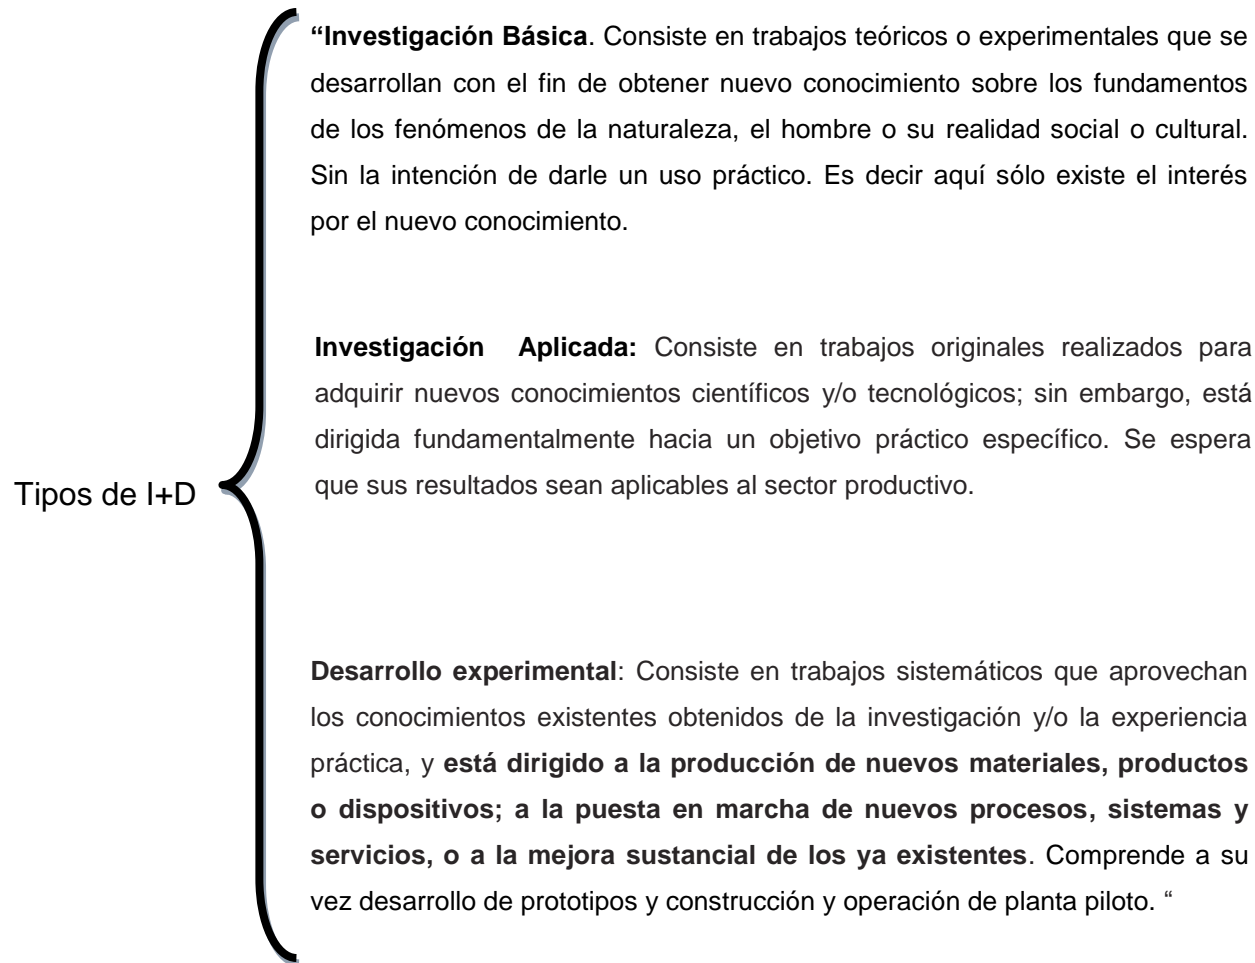 “Investigación Básica. Consiste en trabajos teóricos o experimentales que se
desarrollan con el fin de obtener nuevo conocimiento sobre los fundamentos
de los fenómenos de la naturaleza, el hombre o su realidad social o cultural.
Sin la intención de darle un uso práctico. Es decir aquí sólo existe el interés
por el nuevo conocimiento.
Investigación Aplicada: Consiste en trabajos originales realizados para
adquirir nuevos conocimientos científicos y/o tecnológicos; sin embargo, está
dirigida fundamentalmente hacia un objetivo práctico específico. Se espera
que sus resultados sean aplicables al sector productivo.
Tipos de I+D
Desarrollo experimental: Consiste en trabajos sistemáticos que aprovechan
los conocimientos existentes obtenidos de la investigación y/o la experiencia
práctica, y está dirigido a la producción de nuevos materiales, productos
o dispositivos; a la puesta en marcha de nuevos procesos, sistemas y
servicios, o a la mejora sustancial de los ya existentes. Comprende a su
vez desarrollo de prototipos y construcción y operación de planta piloto. “